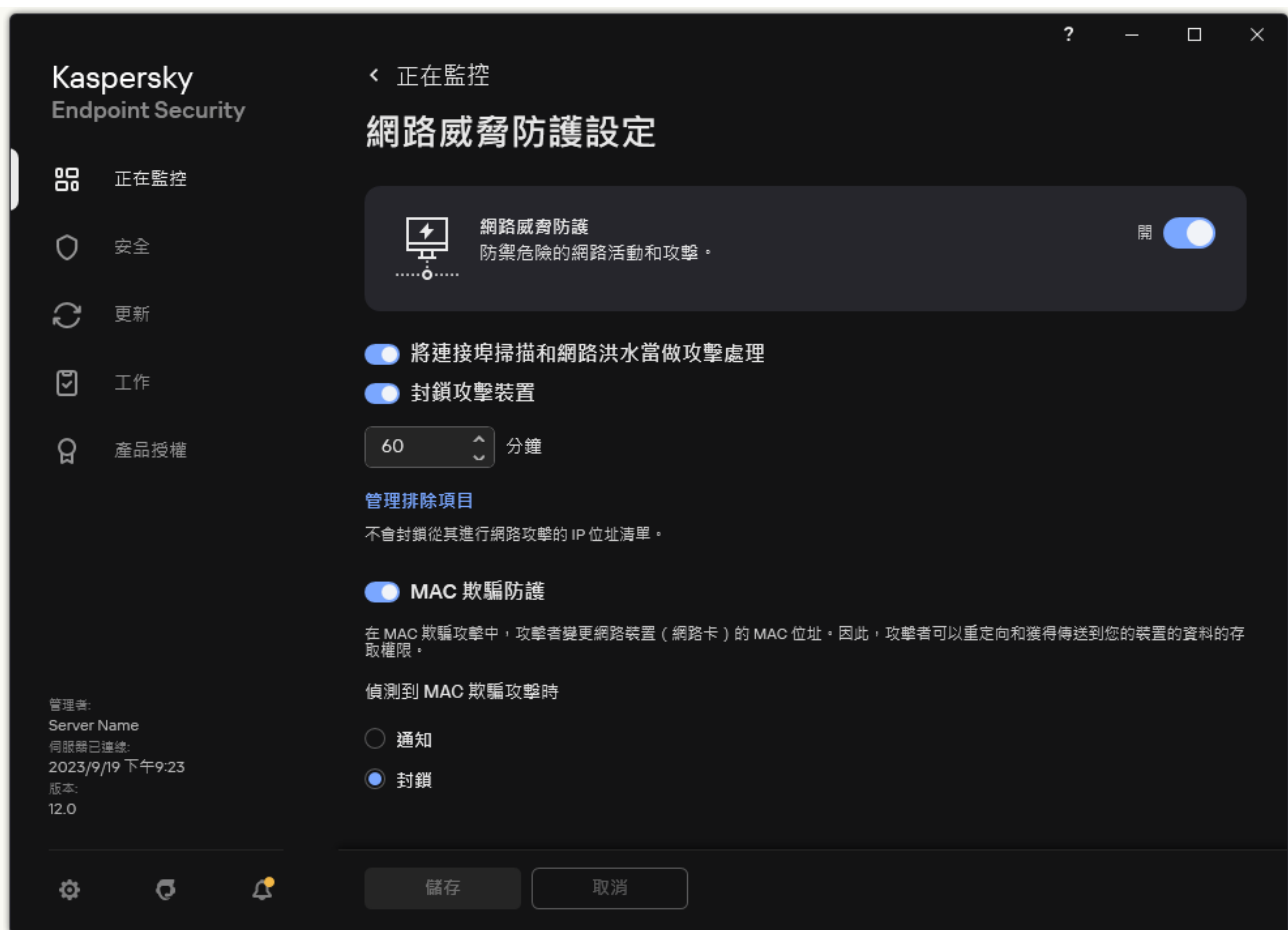 ?
Kaspersky
Endpoint Security
正在監控
安全
更新
工作
產品授權
管理者:
Server Name
伺服器已連線:
2023/9/19 下午9:23
版本:
12.0
正在監控
網路威脅防護設定
網路威脅防護
防禦危險的網路活動和攻擊。
開
將連接埠掃描和網路洪水當做攻擊處理
封鎖攻擊裝置
60 分鐘
管理排除項目
不會封鎖從其進行網路攻擊的 IP 位址清單。
MAC 欺騙防護
在 MAC 欺騙攻擊中，攻擊者變更網路裝置（網路卡）的 MAC 位址。因此，攻擊者可以重定向和獲得傳送到您的裝置的資料的存
取權限。
偵測到 MAC 欺騙攻擊時
通知
封鎖
儲存 取消